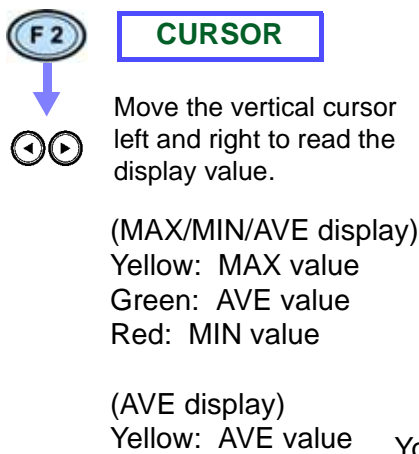 F 2
CURSOR
Move the vertical cursor
left and right to read the
display value.
(MAX/MIN/AVE display)
Yellow: MAX value
Green: AVE value
Red: MIN value
(AVE display)
Yellow: AVE value